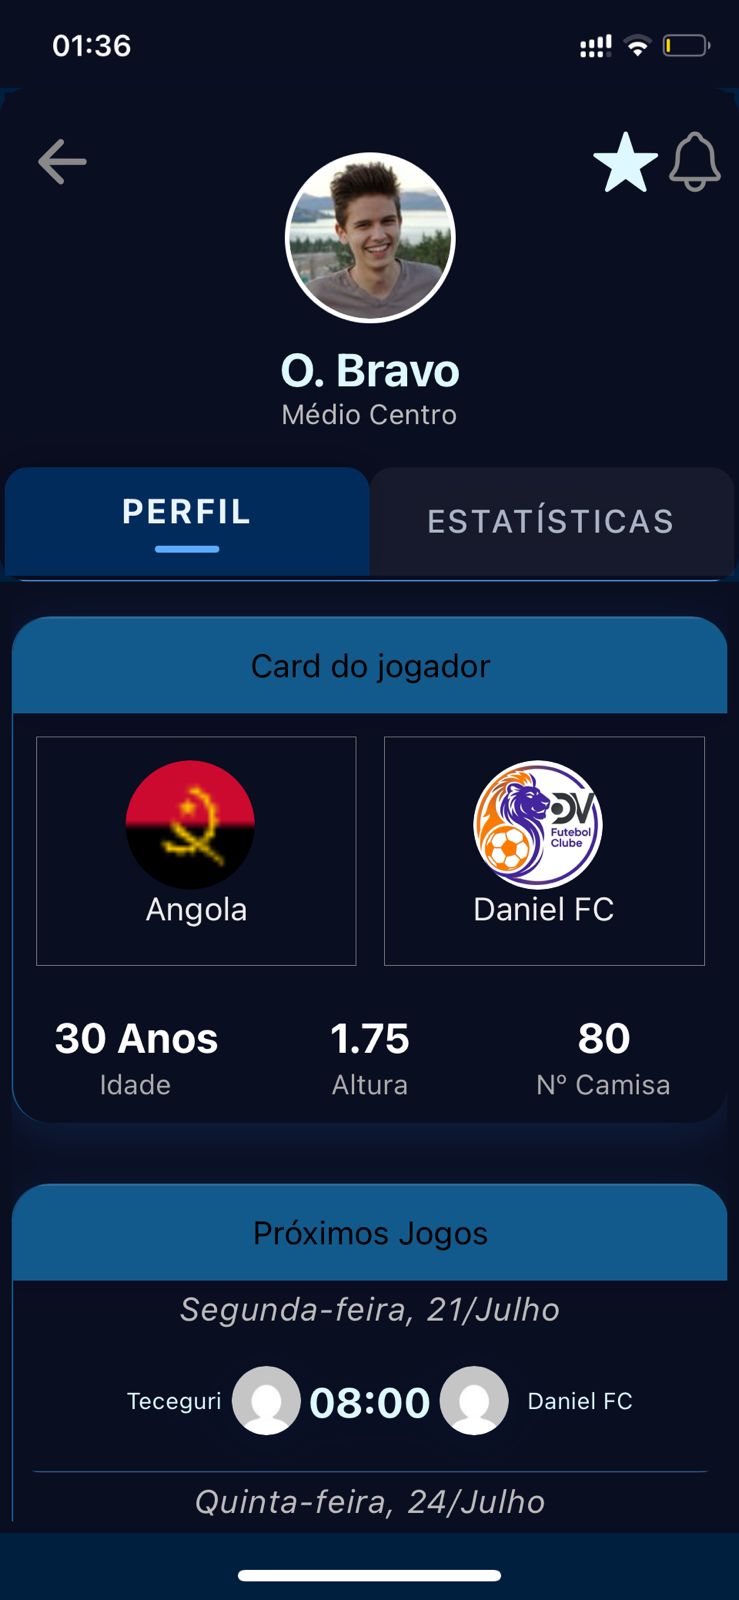 01:36
O. Bravo
Médio Centro
PERFIL
ESTATÍSTICAS
Card do jogador
DV
Futebol
Clube
Angola
Daniel FC
30 Anos
1.75
80
Idade
Altura
Nº Camisa
Próximos Jogos
Segunda-feira, 21/Julho
Teceguri 08:00 Daniel FC
Quinta-feira, 24/Julho